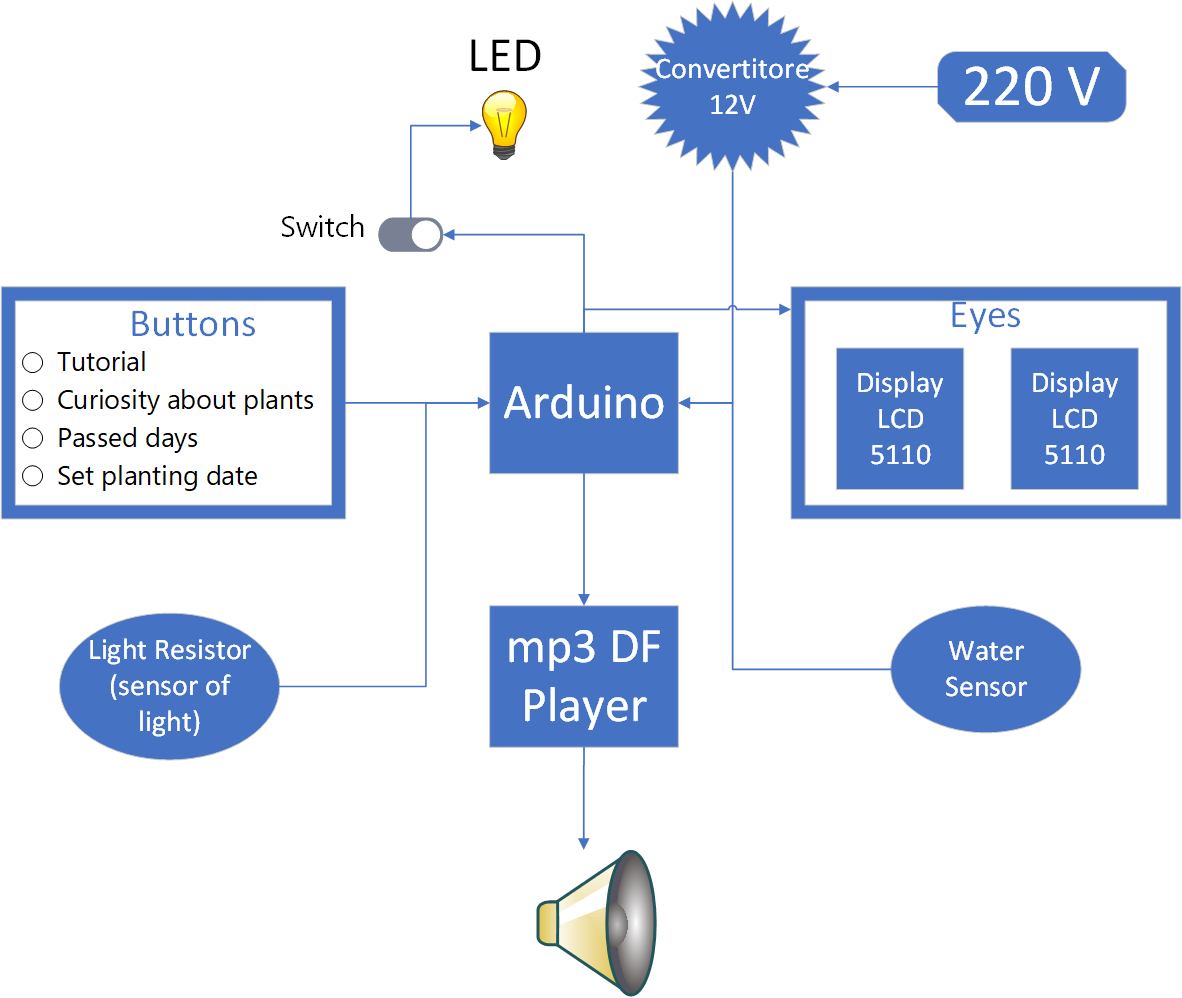 LED
Convertitore
12V
220 V
Switch
Buttons
Tutorial
Curiosity about plants
Passed days
Set planting date
Arduino
Eyes
Display
LCD
5110
Display
LCD
5110
Light Resistor
(sensor of
light)
mp3 DF
Player
Water
Sensor